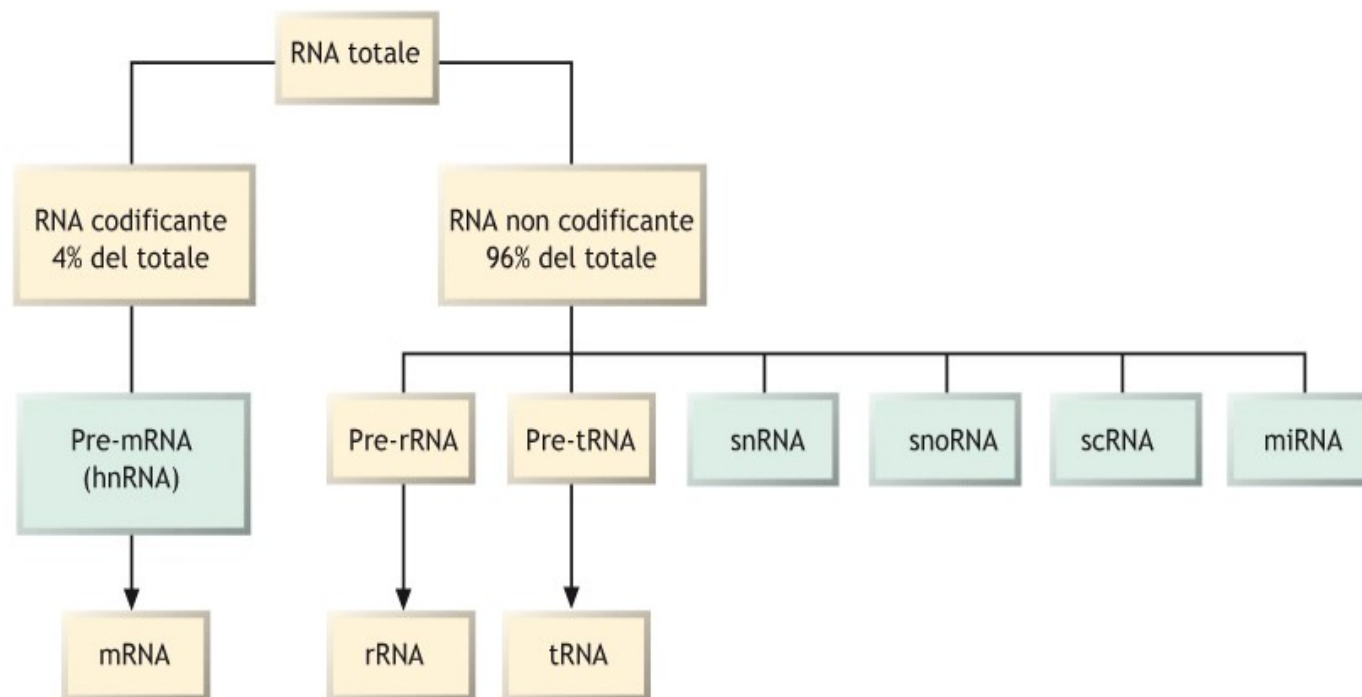 RNA totale
RNA codificante
4% del totale
RNA non codificante
96% del totale
Pre-mRNA
(hnRNA)
Pre-rRNA
Pre-tRNA
snRNA
snoRNA
scRNA
miRNA
mRNA
rRNA
tRNA